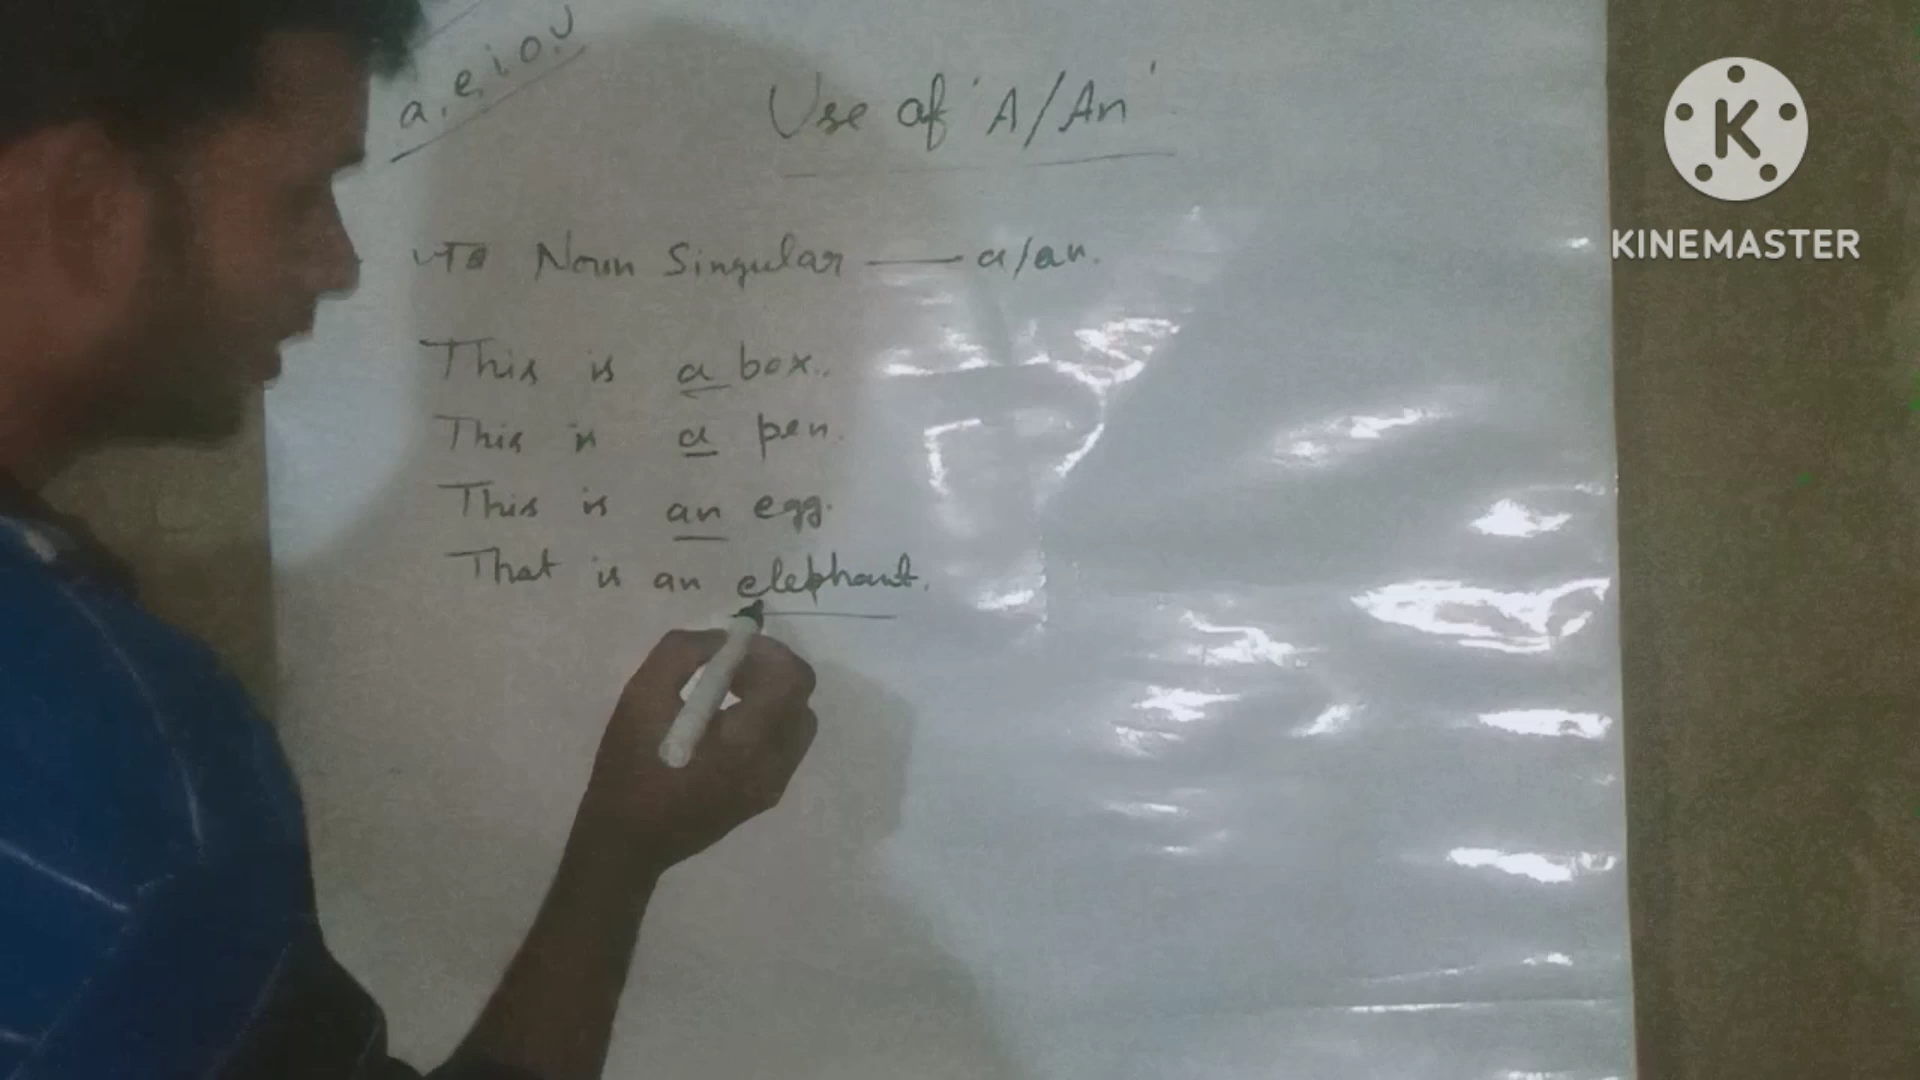 a, e, i o, U
Use of 'A/An'
To Noun Singular — a/an.
This is a box.
This is a pen.
This is an egg.
That is an elephant.
K
KINEMASTER